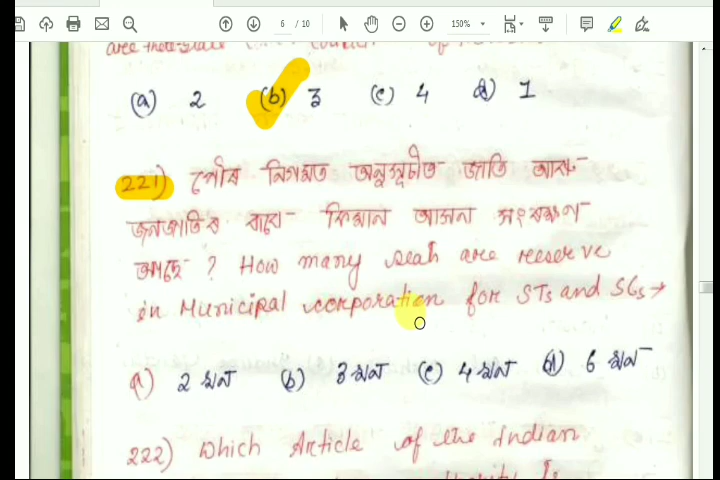 6 / 10
150%
(a) 2 (b) 3 (c) 4 (d) 1
221) পৌৰ নিগমত অনুসূচীত জাতি আৰু
জনজাতিৰ বাবে কিমান আসন সংৰক্ষণ
আছে ? How many seah are reserve
in Municipal corporation for STs and SCs →
a) 2 খন (b) 3 খন (c) 4 খন (d) 6 খন
222) Which Article of the Indian